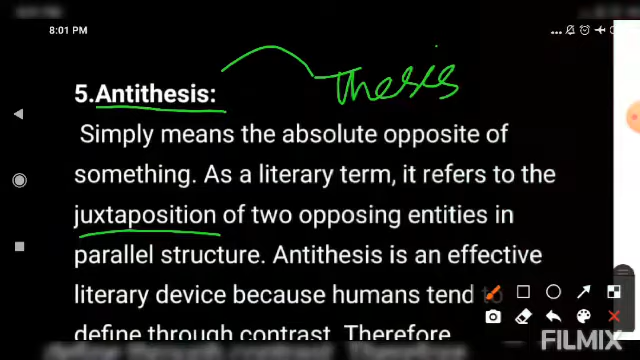 8:01 PM
Thesis
5.Antithesis:
Simply means the absolute opposite of
something. As a literary term, it refers to the
juxtaposition of two opposing entities in
parallel structure. Antithesis is an effective
literary device because humans tend to
define through contrast. Therefore
FILMIX